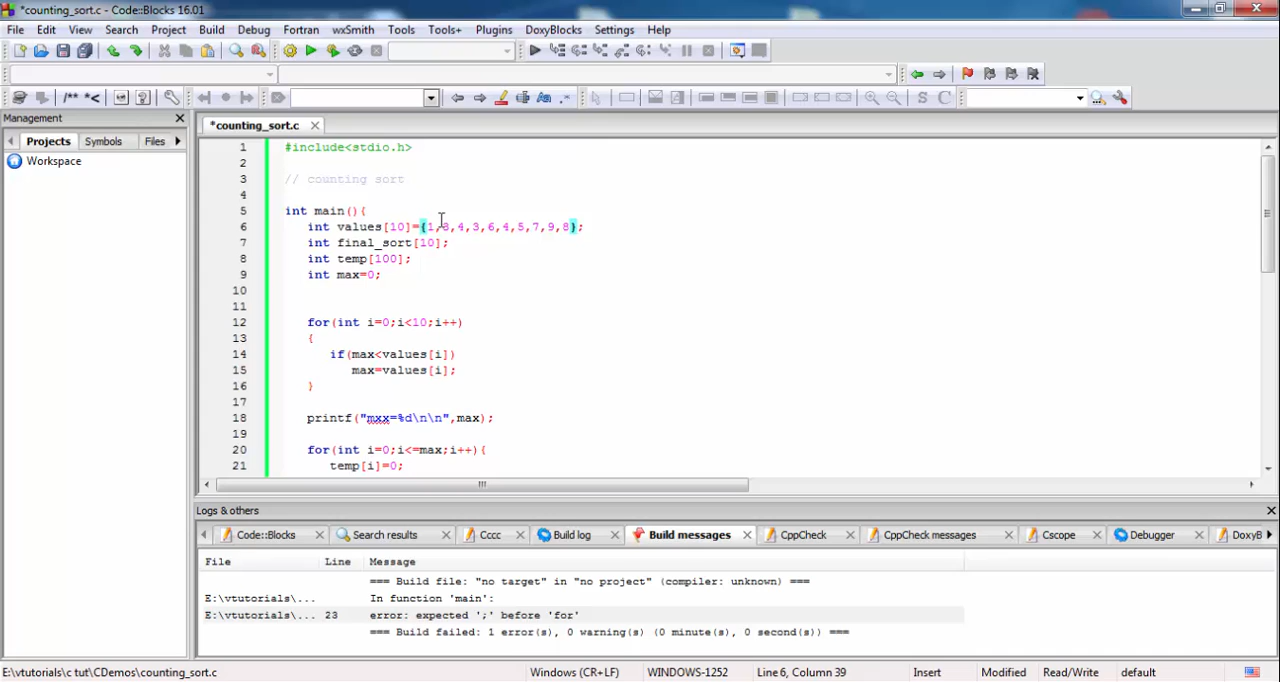 *counting_sort.c - Code::Blocks 16.01
File Edit View Search Project Build Debug Fortran wxSmith Tools Tools+ Plugins DoxyBlocks Settings Help
/** *<
S C
Management
*counting_sort.c
Projects Symbols Files
Workspace
1 #include<stdio.h>
2
3 // counting sort
4
5 int main(){
6 int values[10]={1,8,4,3,6,4,5,7,9,8};
7 int final_sort[10];
8 int temp[100];
9 int max=0;
10
11
12 for(int i=0;i<10;i++)
13 {
14 if(max<values[i])
15 max=values[i];
16 }
17
18 printf("mxx=%d\n\n",max);
19
20 for(int i=0;i<=max;i++){
21 temp[i]=0;
Logs & others
Code::Blocks Search results Cccc Build log Build messages CppCheck CppCheck messages Cscope Debugger DoxyB
File Line Message
=== Build file: "no target" in "no project" (compiler: unknown) ===
E:\vtutorials\... In function 'main':
E:\vtutorials\... 23 error: expected ';' before 'for'
=== Build failed: 1 error(s), 0 warning(s) (0 minute(s), 0 second(s)) ===
E:\vtutorials\c tut\CDemos\counting_sort.c Windows (CR+LF) WINDOWS-1252 Line 6, Column 39 Insert Modified Read/Write default